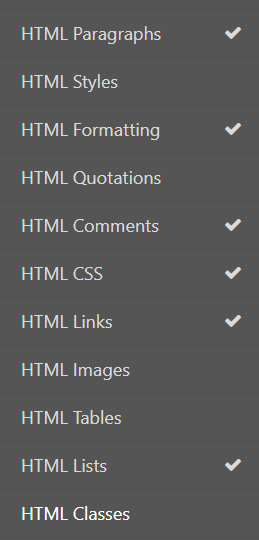 HTML Paragraphs
HTML Styles
HTML Formatting
HTML Quotations
HTML Comments
HTML CSS
HTML Links
HTML Images
HTML Tables
HTML Lists
HTML Classes